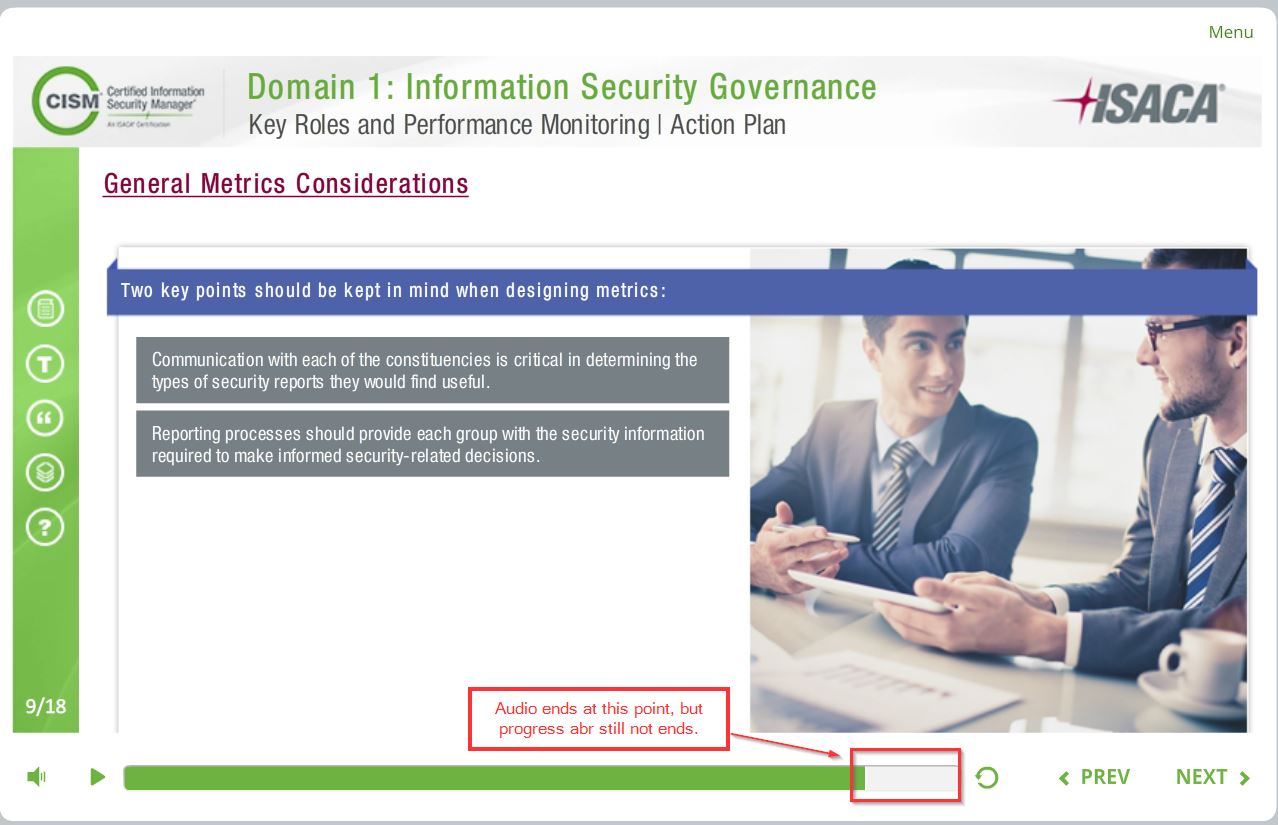 Menu
CISM
Certified Information
Security Manager®
An ISACA® Certification
Domain 1: Information Security Governance
Key Roles and Performance Monitoring | Action Plan
ISACA®
General Metrics Considerations
Two key points should be kept in mind when designing metrics:
Communication with each of the constituencies is critical in determining the
types of security reports they would find useful.
Reporting processes should provide each group with the security information
required to make informed security-related decisions.
T
“
?
9/18
Audio ends at this point, but
progress abr still not ends.
PREV
NEXT